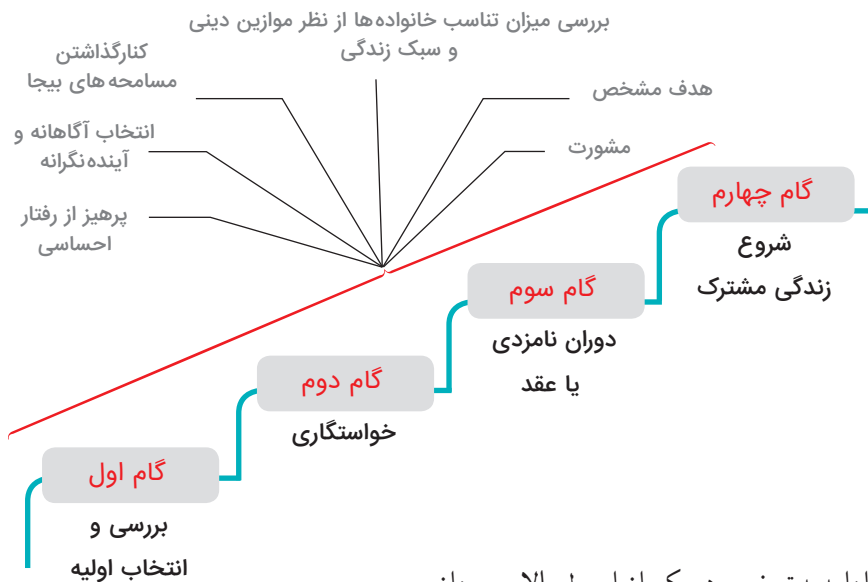 بررسی میزان تناسب خانواده‌ها از نظر موازین دینی
و سبک زندگی
هدف مشخص
مشورت
کنارگذاشتن
مسامحه‌های بیجا
انتخاب آگاهانه و
آینده‌نگرانه
پرهیز از رفتار
احساسی
گام چهارم
شروع
زندگی مشترک
گام سوم
دوران نامزدی
یا عقد
گام دوم
خواستگاری
گام اول
بررسی و
انتخاب اولیه